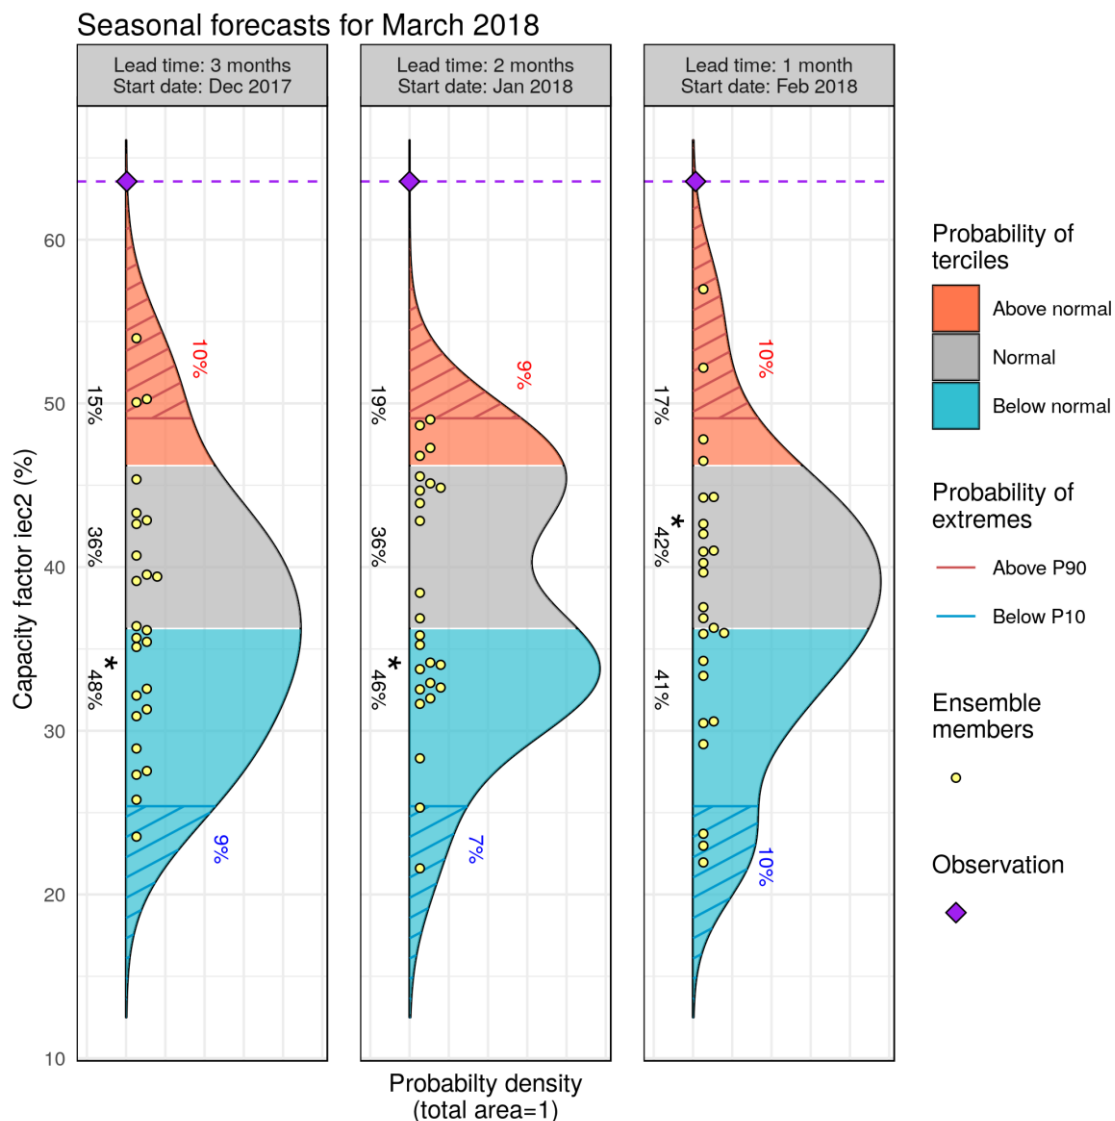 Seasonal forecasts for March 2018
Lead time: 3 months
Start date: Dec 2017
Lead time: 2 months
Start date: Jan 2018
Lead time: 1 month
Start date: Feb 2018
Capacity factor iec2 (%)
60
50
40
30
20
10
10%
15%
36%
*
48%
9%
9%
19%
36%
*
46%
7%
10%
17%
*
42%
41%
10%
Probabilty density
(total area=1)
Probability of
terciles
Above normal
Normal
Below normal
Probability of
extremes
Above P90
Below P10
Ensemble
members
Observation